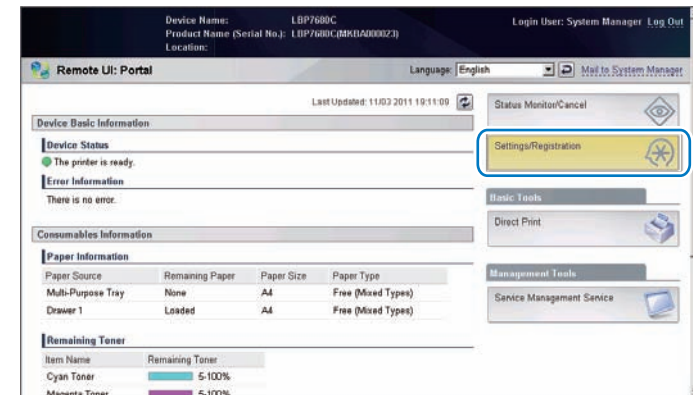 Device Name: LBP7680C
Login User: System Manager Log Out
Product Name (Serial No.): LBP7680C(MKBA000023)
Location:
Remote UI: Portal
Language: English
Mail to System Manager
Last Updated: 11/03 2011 19:11:09
Device Basic Information
Device Status
The printer is ready.
Error Information
There is no error.
Consumables Information
Paper Information
Paper Source Remaining Paper Paper Size Paper Type
Multi-Purpose Tray None A4 Free (Mixed Types)
Drawer 1 Loaded A4 Free (Mixed Types)
Remaining Toner
Item Name Remaining Toner
Cyan Toner 5-100%
Magenta Toner 5-100%
Status Monitor/Cancel
Settings/Registration
Basic Tools
Direct Print
Management Tools
Service Management Service